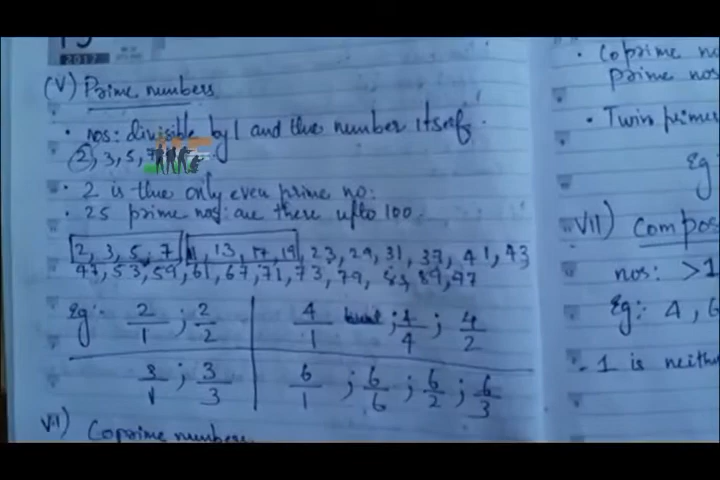 2017
(V) Prime numbers
• nos: divisible by 1 and the number itself.
2, 3, 5, 7
• 2 is the only even prime no:
• 25 prime nos: are there upto 100.
2, 3, 5, 7, 11, 13, 17, 19, 23, 29, 31, 37, 41, 43
47, 53, 59, 61, 67, 71, 73, 79, 83, 89, 97
Eg:- 2/1 ; 2/2 4/1 ; 4/4 ; 4/2
3/1 ; 3/3 6/1 ; 6/6 ; 6/2 ; 6/3
VI) Coprime numbers
• Coprime n
prime nos
• Twin primes
Eg
VII) Compos
nos: >1
Eg: 4, 6
- 1 is neith